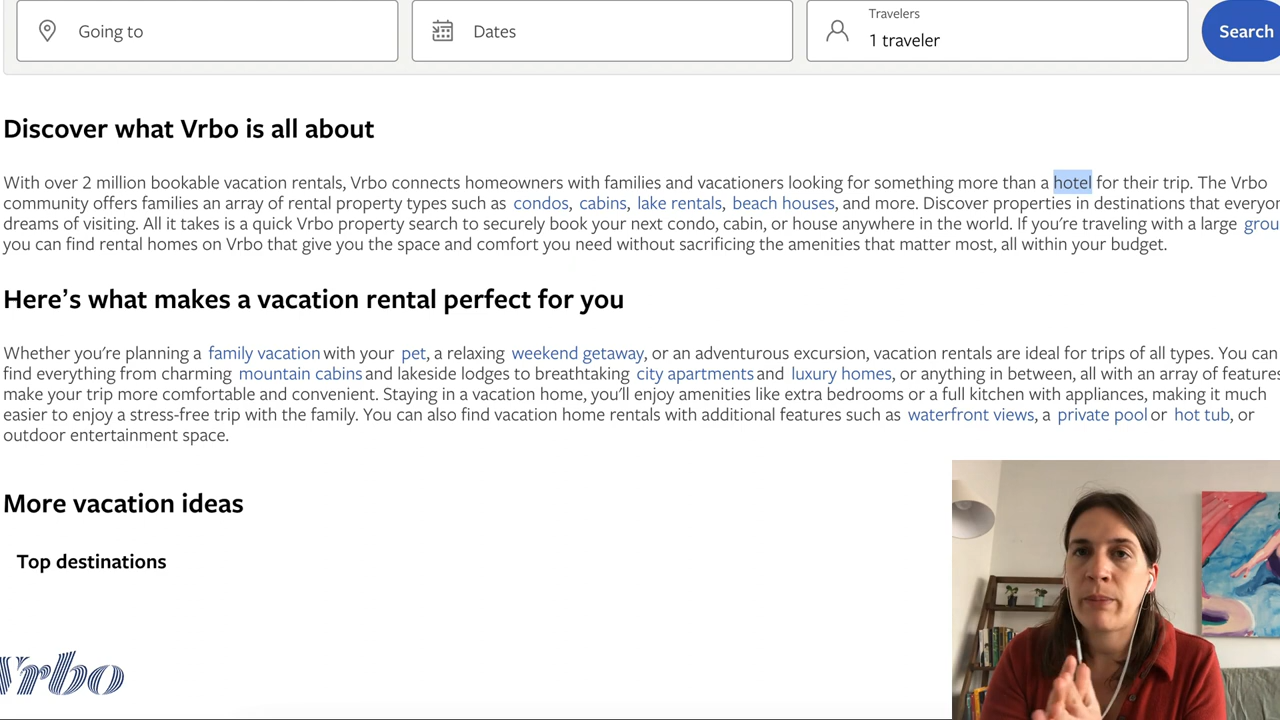 Going to
Dates
Travelers
1 traveler
Search
Discover what Vrbo is all about
With over 2 million bookable vacation rentals, Vrbo connects homeowners with families and vacationers looking for something more than a hotel for their trip. The Vrbo
community offers families an array of rental property types such as condos, cabins, lake rentals, beach houses, and more. Discover properties in destinations that everyon
dreams of visiting. All it takes is a quick Vrbo property search to securely book your next condo, cabin, or house anywhere in the world. If you're traveling with a large grou
you can find rental homes on Vrbo that give you the space and comfort you need without sacrificing the amenities that matter most, all within your budget.
Here's what makes a vacation rental perfect for you
Whether you're planning a family vacation with your pet, a relaxing weekend getaway, or an adventurous excursion, vacation rentals are ideal for trips of all types. You can
find everything from charming mountain cabins and lakeside lodges to breathtaking city apartments and luxury homes, or anything in between, all with an array of features
make your trip more comfortable and convenient. Staying in a vacation home, you'll enjoy amenities like extra bedrooms or a full kitchen with appliances, making it much
easier to enjoy a stress-free trip with the family. You can also find vacation home rentals with additional features such as waterfront views, a private pool or hot tub, or
outdoor entertainment space.
More vacation ideas
Top destinations
Vrbo